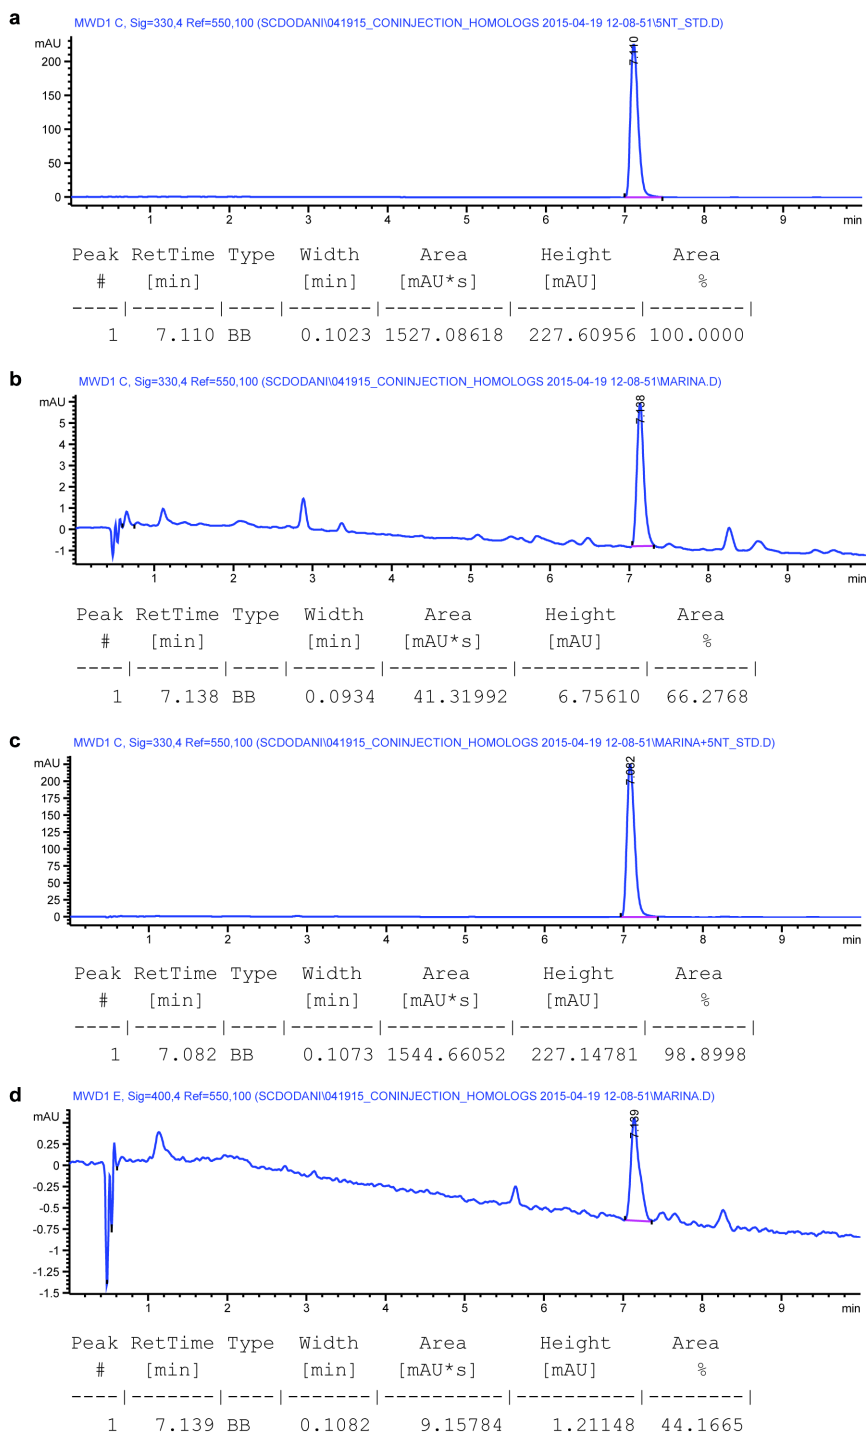 a
MWD1 C, Sig=330,4 Ref=550,100 (SCDODANI\041915_CONINJECTION_HOMOLOGS 2015-04-19 12-08-51\5NT_STD.D)
mAU
7.110
200
150
100
50
0
1 2 3 4 5 6 7 8 9 min
Peak RetTime Type Width Area Height Area
# [min] [min] [mAU*s] [mAU] %
----|-------|----|-------|----------|----------|--------|
1 7.110 BB 0.1023 1527.08618 227.60956 100.0000
b
MWD1 C, Sig=330,4 Ref=550,100 (SCDODANI\041915_CONINJECTION_HOMOLOGS 2015-04-19 12-08-51\MARINA.D)
mAU
7.138
5
4
3
2
1
0
-1
1 2 3 4 5 6 7 8 9 min
Peak RetTime Type Width Area Height Area
# [min] [min] [mAU*s] [mAU] %
----|-------|----|-------|----------|----------|--------|
1 7.138 BB 0.0934 41.31992 6.75610 66.2768
c
MWD1 C, Sig=330,4 Ref=550,100 (SCDODANI\041915_CONINJECTION_HOMOLOGS 2015-04-19 12-08-51\MARINA+5NT_STD.D)
mAU
7.082
200
175
150
125
100
75
50
25
0
1 2 3 4 5 6 7 8 9 min
Peak RetTime Type Width Area Height Area
# [min] [min] [mAU*s] [mAU] %
----|-------|----|-------|----------|----------|--------|
1 7.082 BB 0.1073 1544.66052 227.14781 98.8998
d
MWD1 E, Sig=400,4 Ref=550,100 (SCDODANI\041915_CONINJECTION_HOMOLOGS 2015-04-19 12-08-51\MARINA.D)
mAU
7.139
0.25
0
-0.25
-0.5
-0.75
-1
-1.25
-1.5
1 2 3 4 5 6 7 8 9 min
Peak RetTime Type Width Area Height Area
# [min] [min] [mAU*s] [mAU] %
----|-------|----|-------|----------|----------|--------|
1 7.139 BB 0.1082 9.15784 1.21148 44.1665